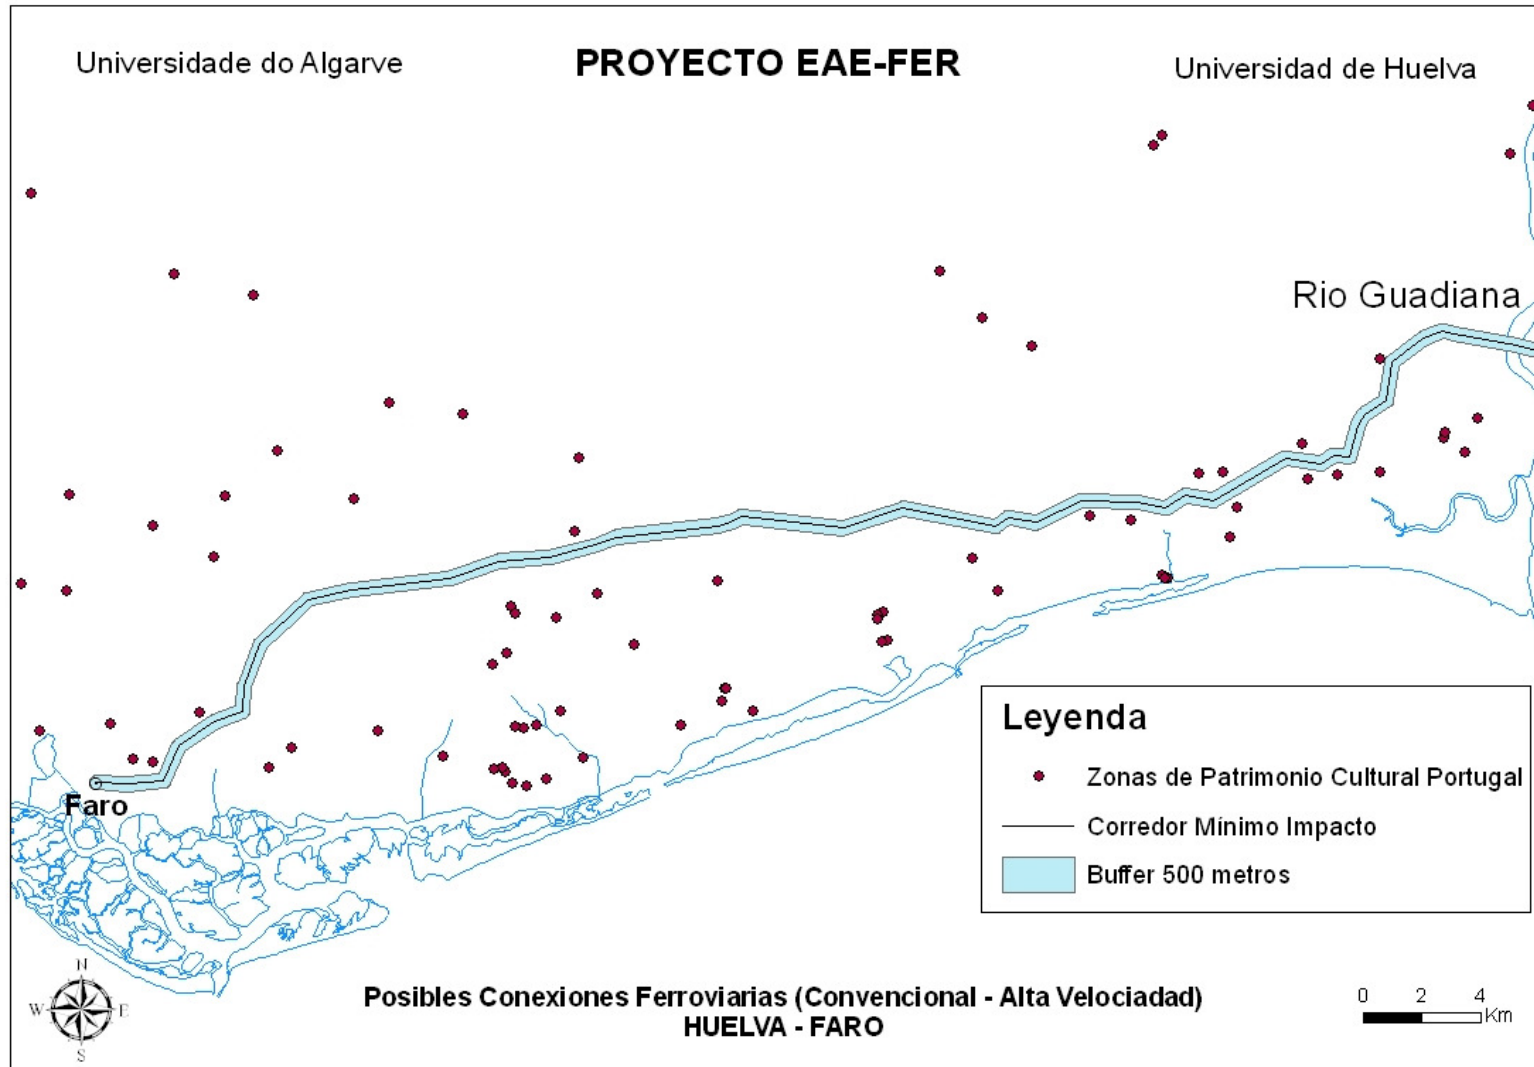 Universidade do Algarve
PROYECTO EAE-FER
Universidad de Huelva
Rio Guadiana
Faro
Leyenda
Zonas de Patrimonio Cultural Portugal
Corredor Mínimo Impacto
Buffer 500 metros
N
W
E
S
Posibles Conexiones Ferroviarias (Convencional - Alta Velociadad)
HUELVA - FARO
0 2 4
Km